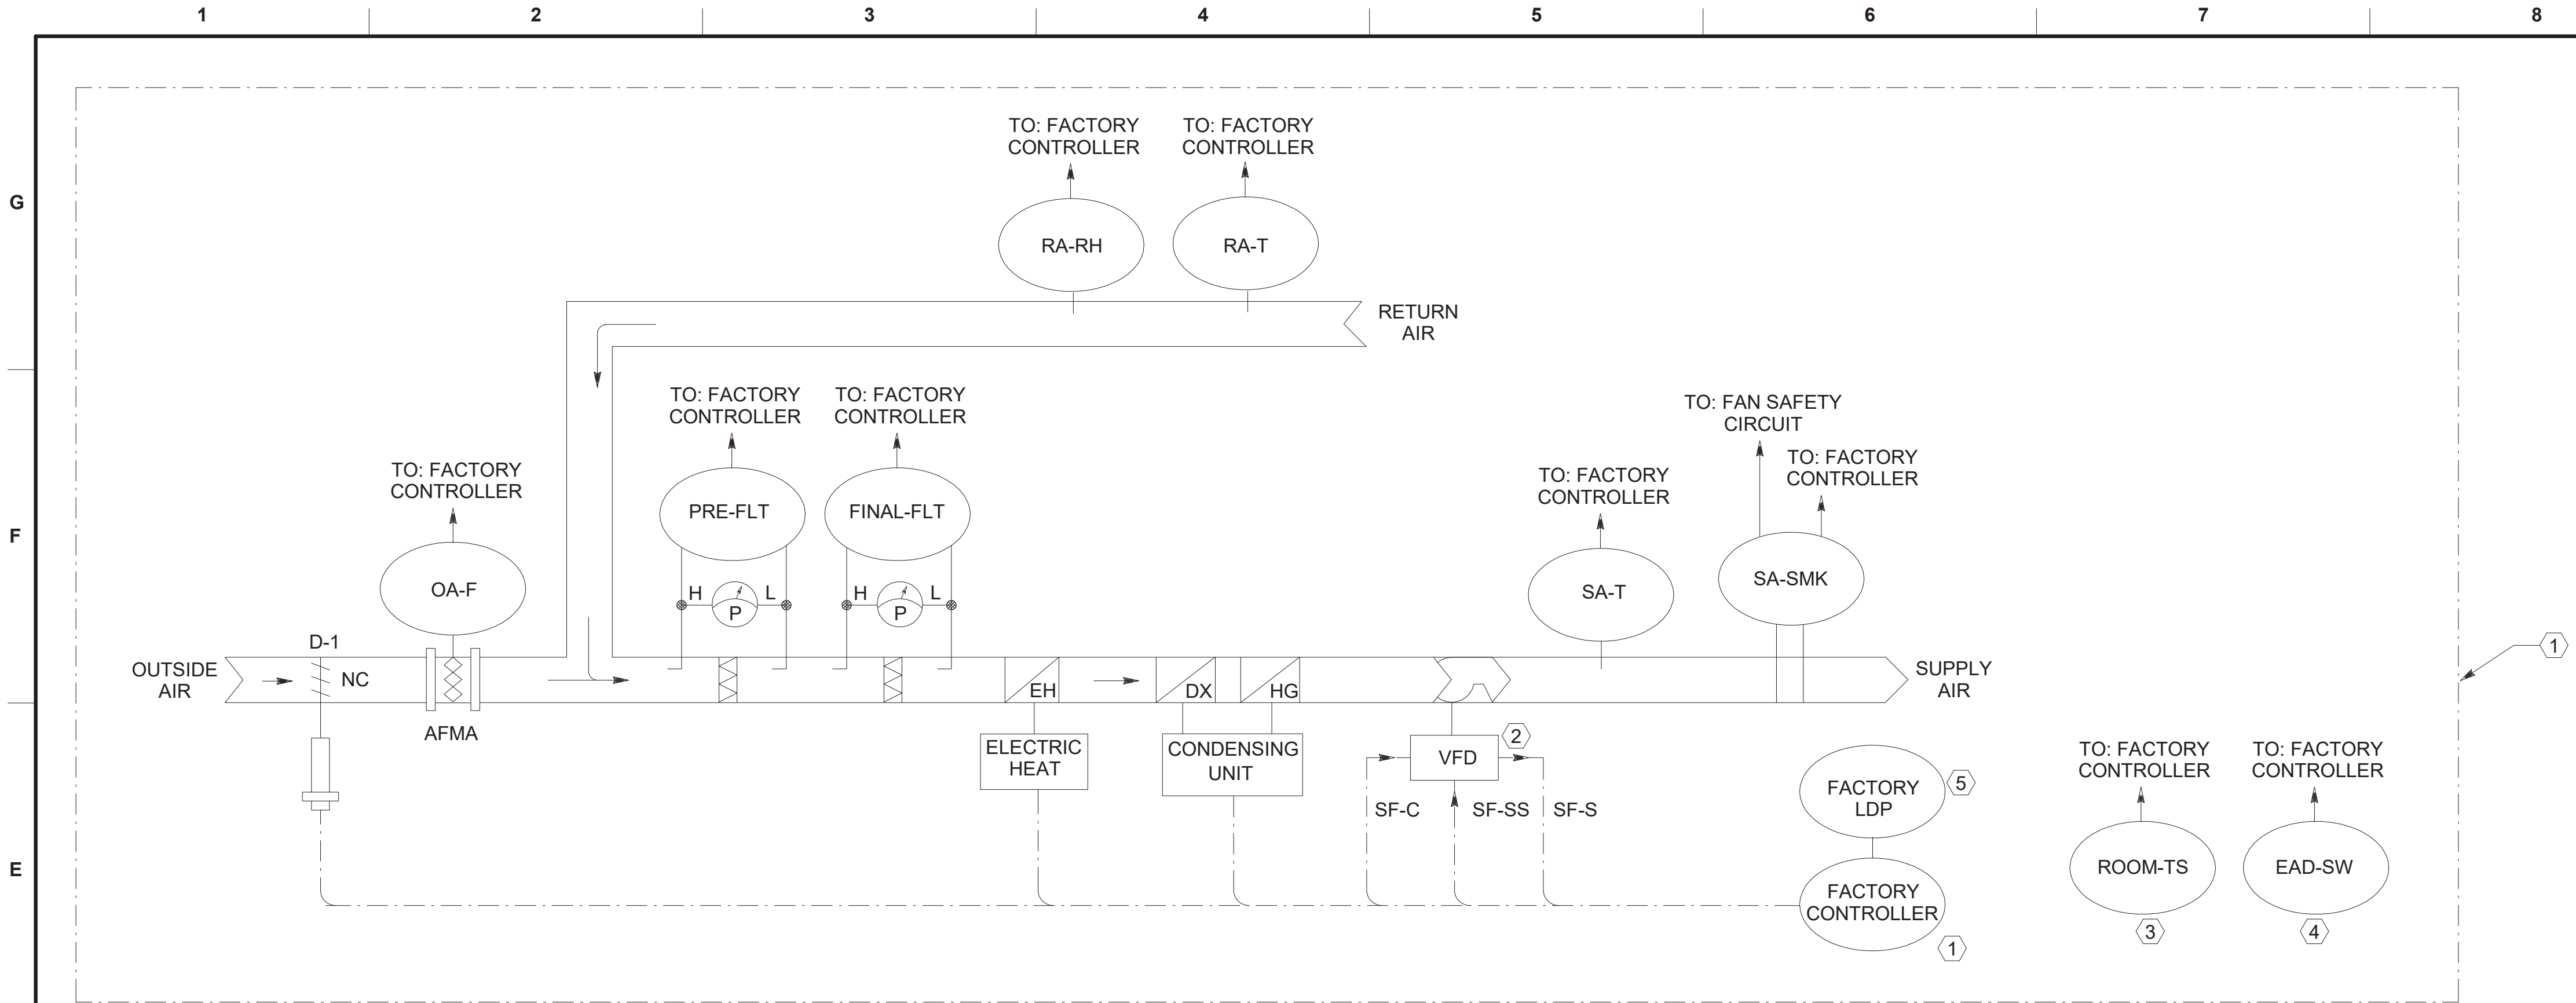 1 2 3 4 5 6 7 8
G
F
E
TO: FACTORY
CONTROLLER
TO: FACTORY
CONTROLLER
RA-RH
RA-T
RETURN
AIR
TO: FACTORY
CONTROLLER
TO: FACTORY
CONTROLLER
TO: FAN SAFETY
CIRCUIT
TO: FACTORY
CONTROLLER
TO: FACTORY
CONTROLLER
TO: FACTORY
CONTROLLER
PRE-FLT
FINAL-FLT
OA-F
SA-T
SA-SMK
H P L
H P L
D-1
NC
OUTSIDE
AIR
AFMA
EH
DX
HG
SUPPLY
AIR
1
ELECTRIC
HEAT
CONDENSING
UNIT
VFD
2
SF-C
SF-SS
SF-S
FACTORY
LDP
5
FACTORY
CONTROLLER
1
TO: FACTORY
CONTROLLER
ROOM-TS
3
TO: FACTORY
CONTROLLER
EAD-SW
4